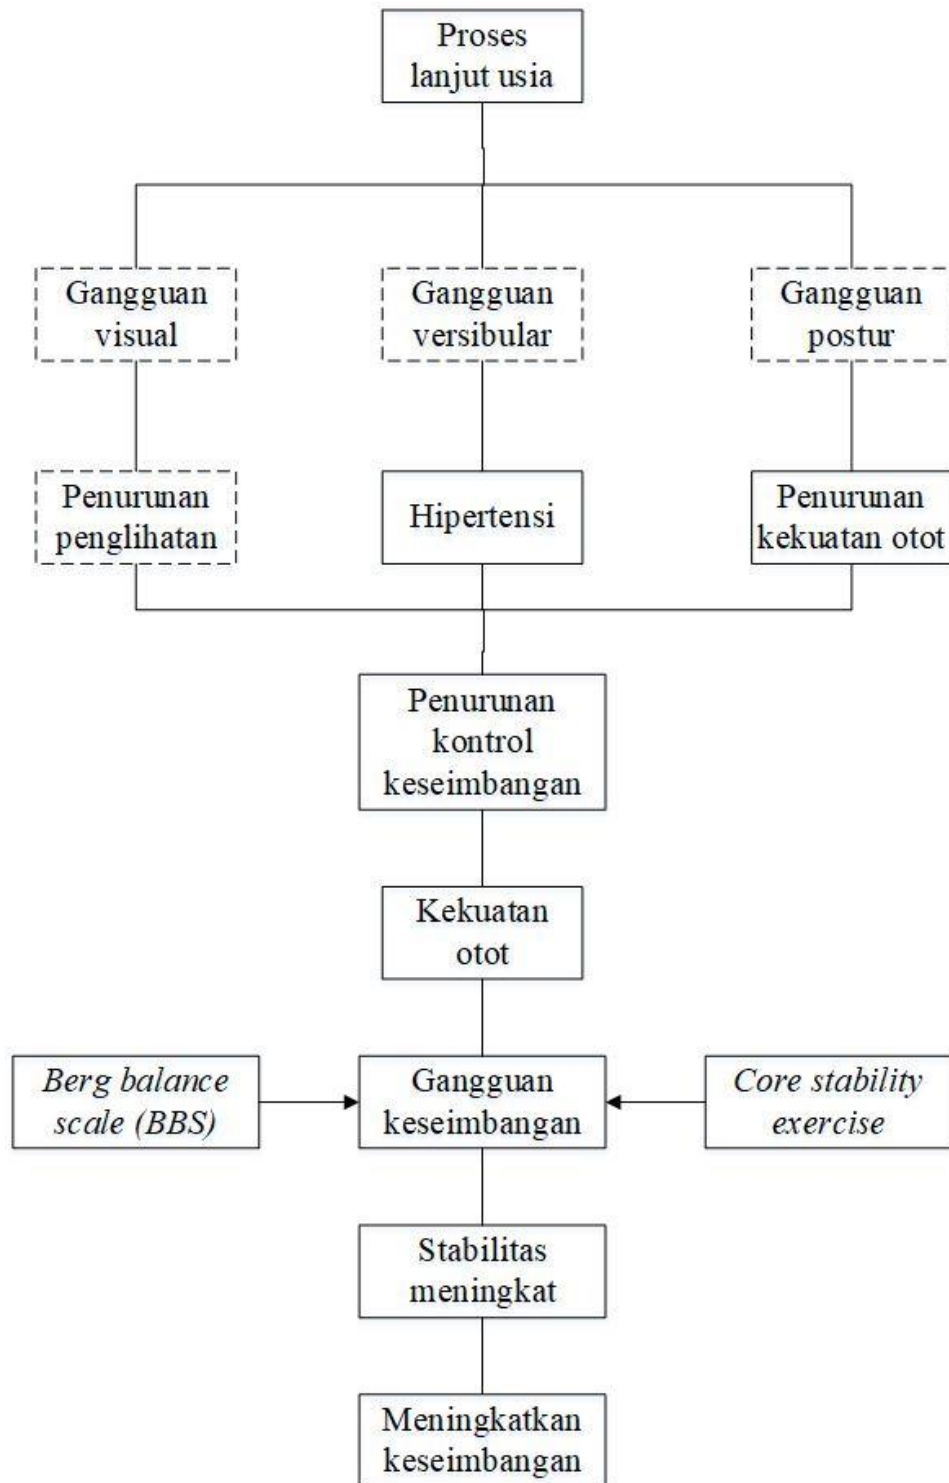 Proses
lanjut usia
Gangguan
visual
Gangguan
versibular
Gangguan
postur
Penurunan
penglihatan
Hipertensi
Penurunan
kekuatan otot
Penurunan
kontrol
keseimbangan
Kekuatan
otot
Berg balance
scale (BBS)
Gangguan
keseimbangan
Core stability
exercise
Stabilitas
meningkat
Meningkatkan
keseimbangan